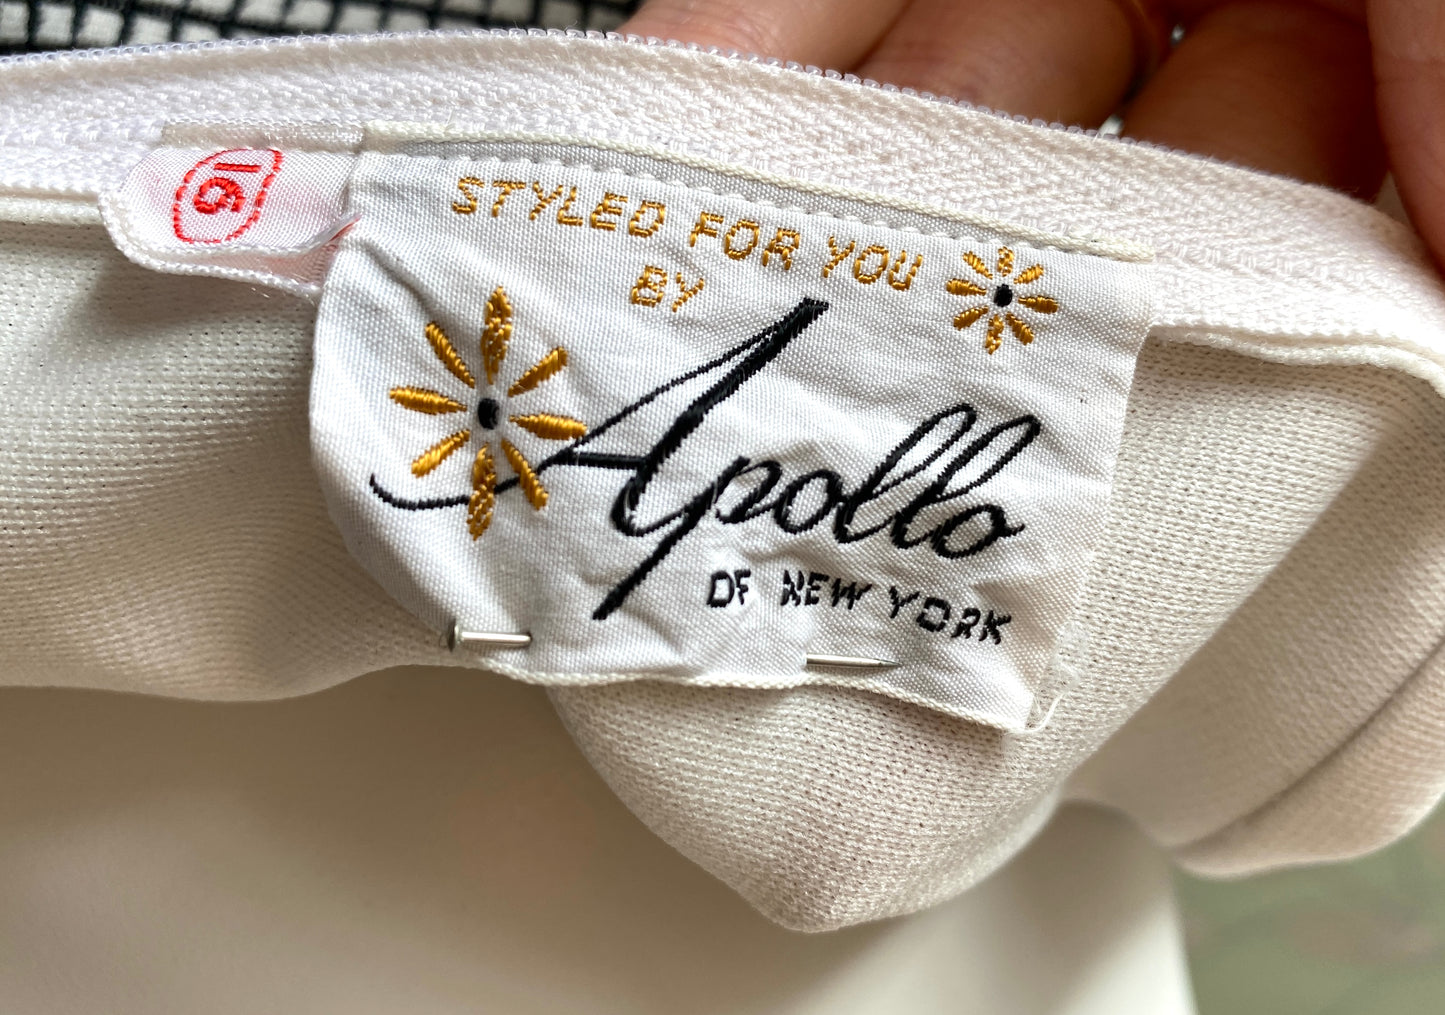 16
STYLED FOR YOU
BY
Apollo
OF NEW YORK